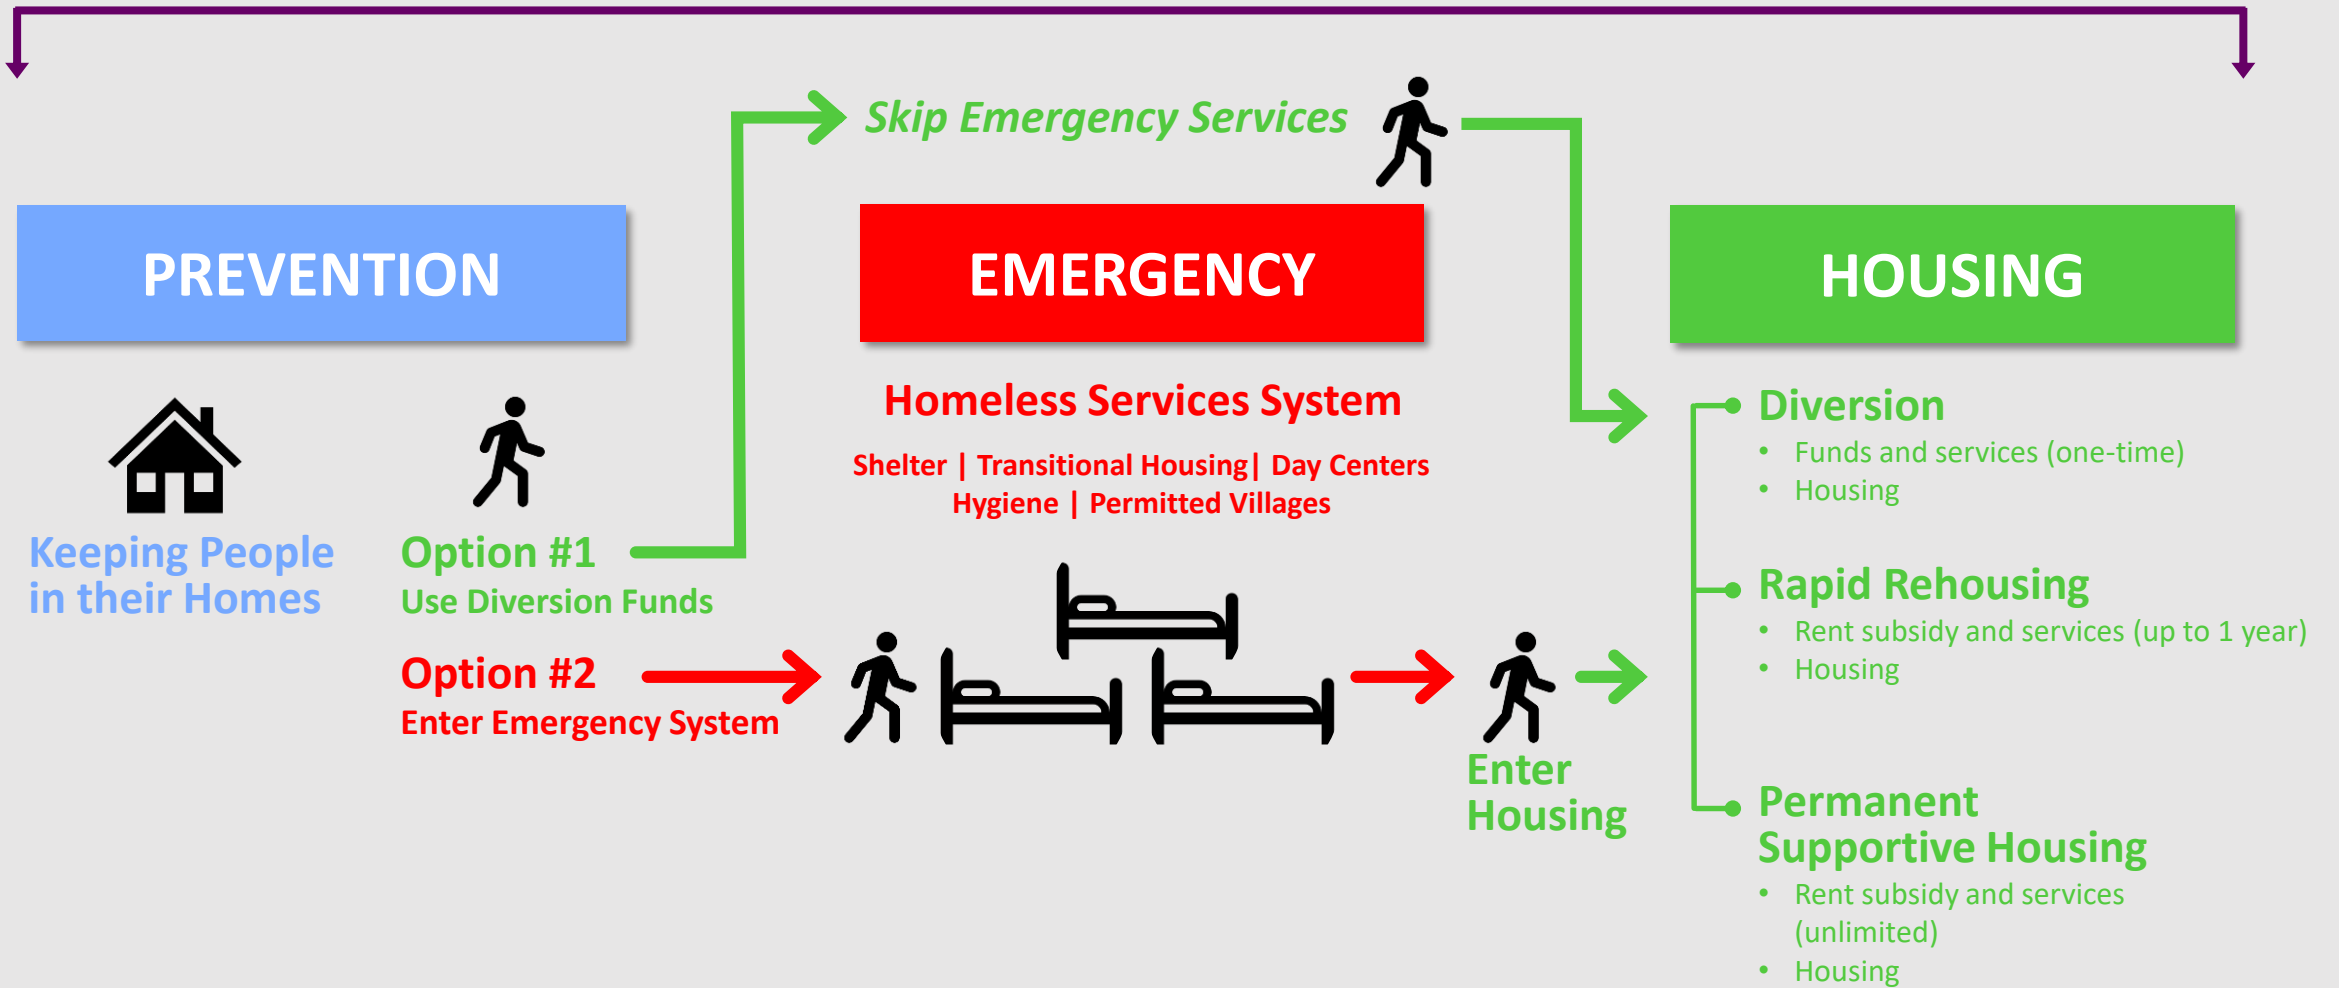 Skip Emergency Services
PREVENTION
EMERGENCY
HOUSING
Keeping People
in their Homes
Option #1
Use Diversion Funds
Option #2
Enter Emergency System
Homeless Services System
Shelter | Transitional Housing| Day Centers
Hygiene | Permitted Villages
Enter
Housing
Diversion
• Funds and services (one-time)
• Housing
Rapid Rehousing
• Rent subsidy and services (up to 1 year)
• Housing
Permanent
Supportive Housing
• Rent subsidy and services
(unlimited)
• Housing